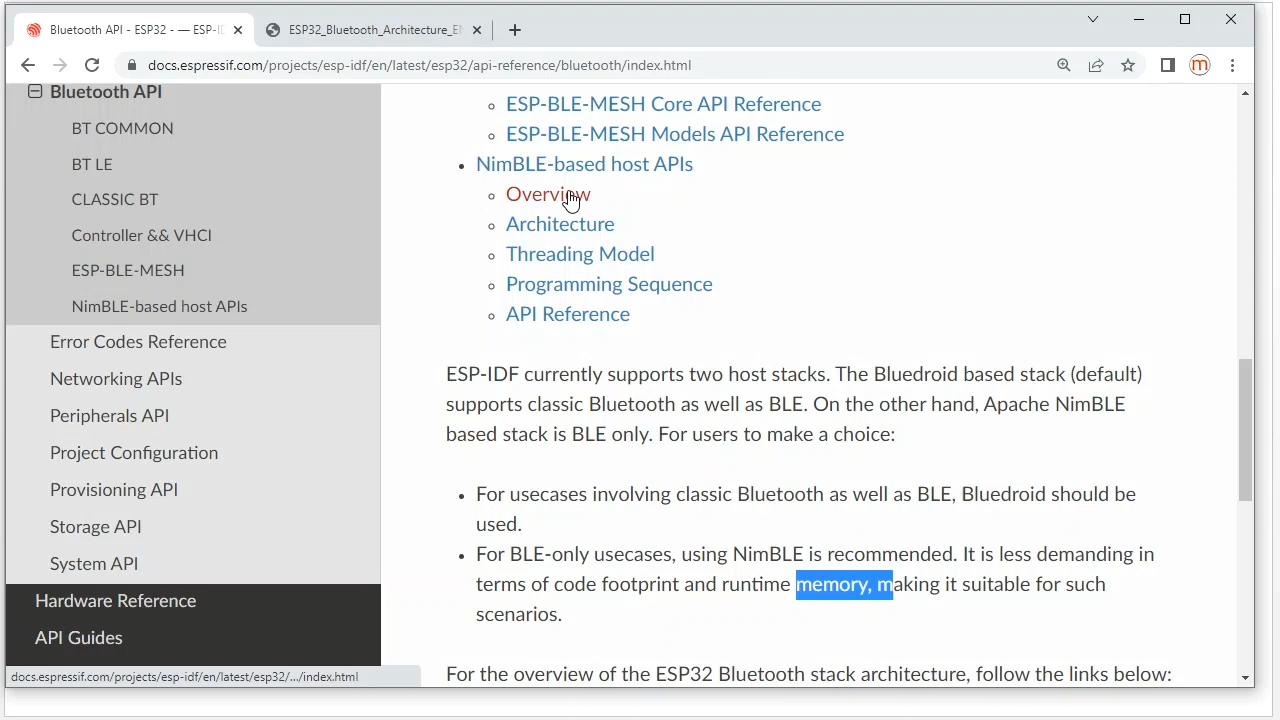 Bluetooth API - ESP32 - — ESP-ID
ESP32_Bluetooth_Architecture_EN
docs.espressif.com/projects/esp-idf/en/latest/esp32/api-reference/bluetooth/index.html
m
Bluetooth API
BT COMMON
BT LE
CLASSIC BT
Controller && VHCI
ESP-BLE-MESH
NimBLE-based host APIs
Error Codes Reference
Networking APIs
Peripherals API
Project Configuration
Provisioning API
Storage API
System API
Hardware Reference
API Guides
docs.espressif.com/projects/esp-idf/en/latest/esp32/.../index.html
ESP-BLE-MESH Core API Reference
ESP-BLE-MESH Models API Reference
NimBLE-based host APIs
Overview
Architecture
Threading Model
Programming Sequence
API Reference
ESP-IDF currently supports two host stacks. The Bluedroid based stack (default)
supports classic Bluetooth as well as BLE. On the other hand, Apache NimBLE
based stack is BLE only. For users to make a choice:
For usecases involving classic Bluetooth as well as BLE, Bluedroid should be
used.
For BLE-only usecases, using NimBLE is recommended. It is less demanding in
terms of code footprint and runtime memory, making it suitable for such
scenarios.
For the overview of the ESP32 Bluetooth stack architecture, follow the links below: